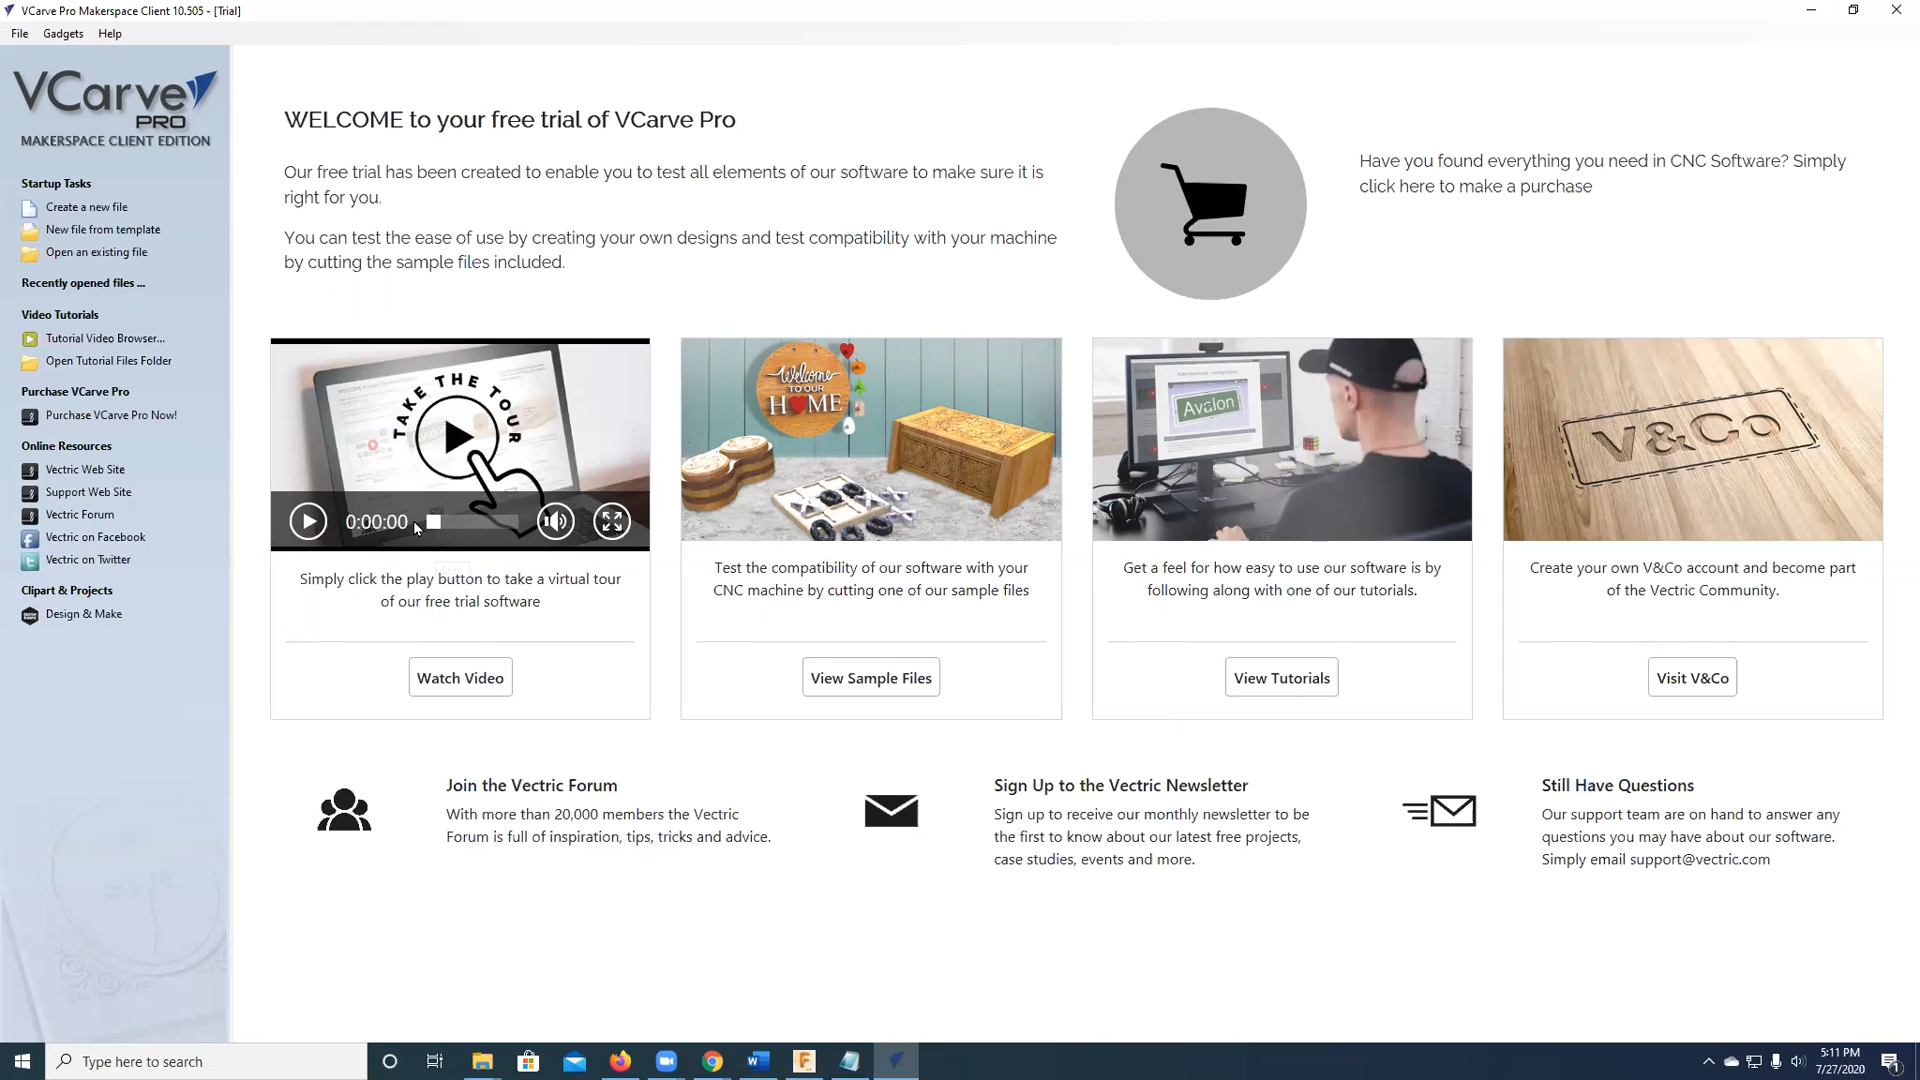 VCarve Pro Makerspace Client 10.505 - [Trial]
File Gadgets Help
VCarve
PRO
MAKERSPACE CLIENT EDITION
Startup Tasks
Create a new file
New file from template
Open an existing file
Recently opened files ...
Video Tutorials
Tutorial Video Browser...
Open Tutorial Files Folder
Purchase VCarve Pro
Purchase VCarve Pro Now!
Online Resources
Vectric Web Site
Support Web Site
Vectric Forum
Vectric on Facebook
Vectric on Twitter
Clipart & Projects
Design & Make
WELCOME to your free trial of VCarve Pro
Our free trial has been created to enable you to test all elements of our software to make sure it is
right for you.
You can test the ease of use by creating your own designs and test compatibility with your machine
by cutting the sample files included.
Have you found everything you need in CNC Software? Simply
click here to make a purchase
TAKE THE TOUR
0:00:00
Simply click the play button to take a virtual tour
of our free trial software
Watch Video
Welcome
TO OUR
HOME
Test the compatibility of our software with your
CNC machine by cutting one of our sample files
View Sample Files
Avalon
Get a feel for how easy to use our software is by
following along with one of our tutorials.
View Tutorials
V&Co
Create your own V&Co account and become part
of the Vectric Community.
Visit V&Co
Join the Vectric Forum
With more than 20,000 members the Vectric
Forum is full of inspiration, tips, tricks and advice.
Sign Up to the Vectric Newsletter
Sign up to receive our monthly newsletter to be
the first to know about our latest free projects,
case studies, events and more.
Still Have Questions
Our support team are on hand to answer any
questions you may have about our software.
Simply email support@vectric.com
Type here to search
5:11 PM
7/27/2020
1